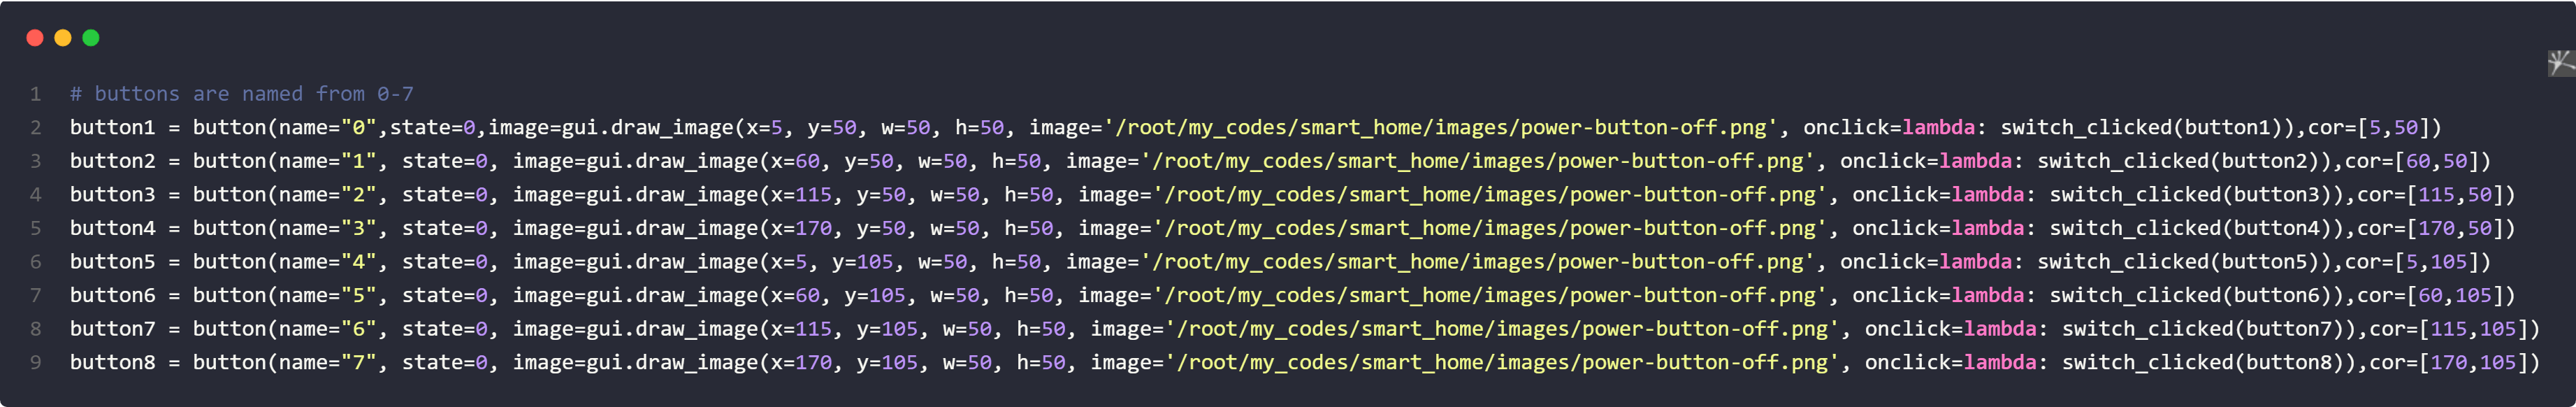 1 # buttons are named from 0-7
2 button1 = button(name="0",state=0,image=gui.draw_image(x=5, y=50, w=50, h=50, image='/root/my_codes/smart_home/images/power-button-off.png', onclick=lambda: switch_clicked(button1)),cor=[5,50])
3 button2 = button(name="1", state=0, image=gui.draw_image(x=60, y=50, w=50, h=50, image='/root/my_codes/smart_home/images/power-button-off.png', onclick=lambda: switch_clicked(button2)),cor=[60,50])
4 button3 = button(name="2", state=0, image=gui.draw_image(x=115, y=50, w=50, h=50, image='/root/my_codes/smart_home/images/power-button-off.png', onclick=lambda: switch_clicked(button3)),cor=[115,50])
5 button4 = button(name="3", state=0, image=gui.draw_image(x=170, y=50, w=50, h=50, image='/root/my_codes/smart_home/images/power-button-off.png', onclick=lambda: switch_clicked(button4)),cor=[170,50])
6 button5 = button(name="4", state=0, image=gui.draw_image(x=5, y=105, w=50, h=50, image='/root/my_codes/smart_home/images/power-button-off.png', onclick=lambda: switch_clicked(button5)),cor=[5,105])
7 button6 = button(name="5", state=0, image=gui.draw_image(x=60, y=105, w=50, h=50, image='/root/my_codes/smart_home/images/power-button-off.png', onclick=lambda: switch_clicked(button6)),cor=[60,105])
8 button7 = button(name="6", state=0, image=gui.draw_image(x=115, y=105, w=50, h=50, image='/root/my_codes/smart_home/images/power-button-off.png', onclick=lambda: switch_clicked(button7)),cor=[115,105])
9 button8 = button(name="7", state=0, image=gui.draw_image(x=170, y=105, w=50, h=50, image='/root/my_codes/smart_home/images/power-button-off.png', onclick=lambda: switch_clicked(button8)),cor=[170,105])